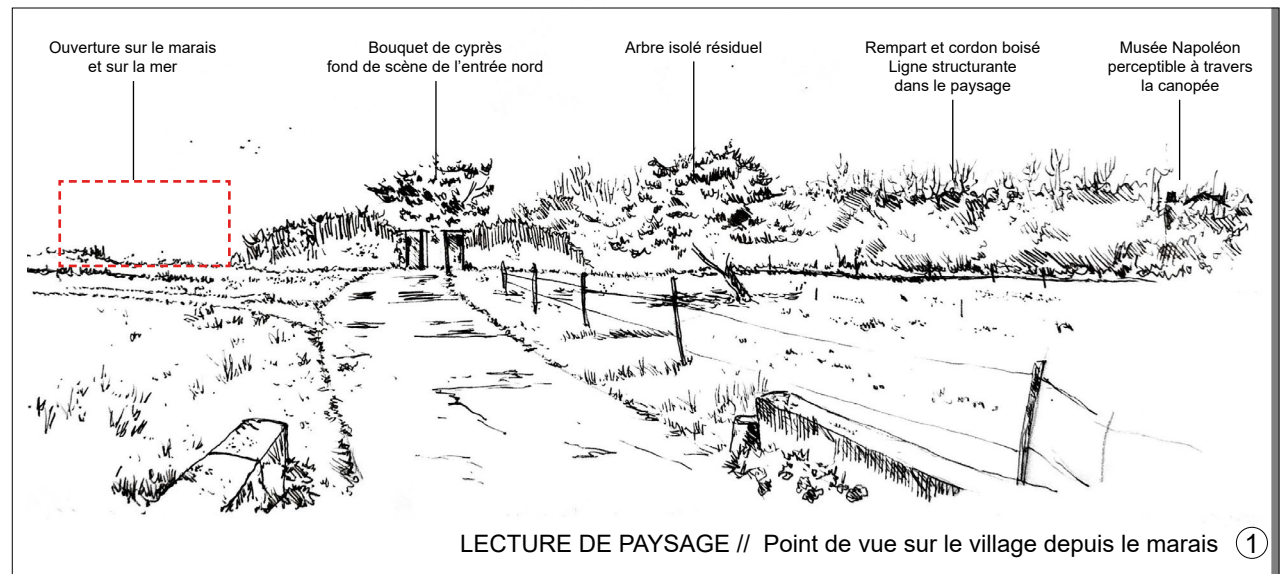 Ouverture sur le marais
et sur la mer
Bouquet de cyprès
fond de scène de l'entrée nord
Arbre isolé résiduel
Rempart et cordon boisé
Ligne structurante
dans le paysage
Musée Napoléon
perceptible à travers
la canopée
LECTURE DE PAYSAGE // Point de vue sur le village depuis le marais 1